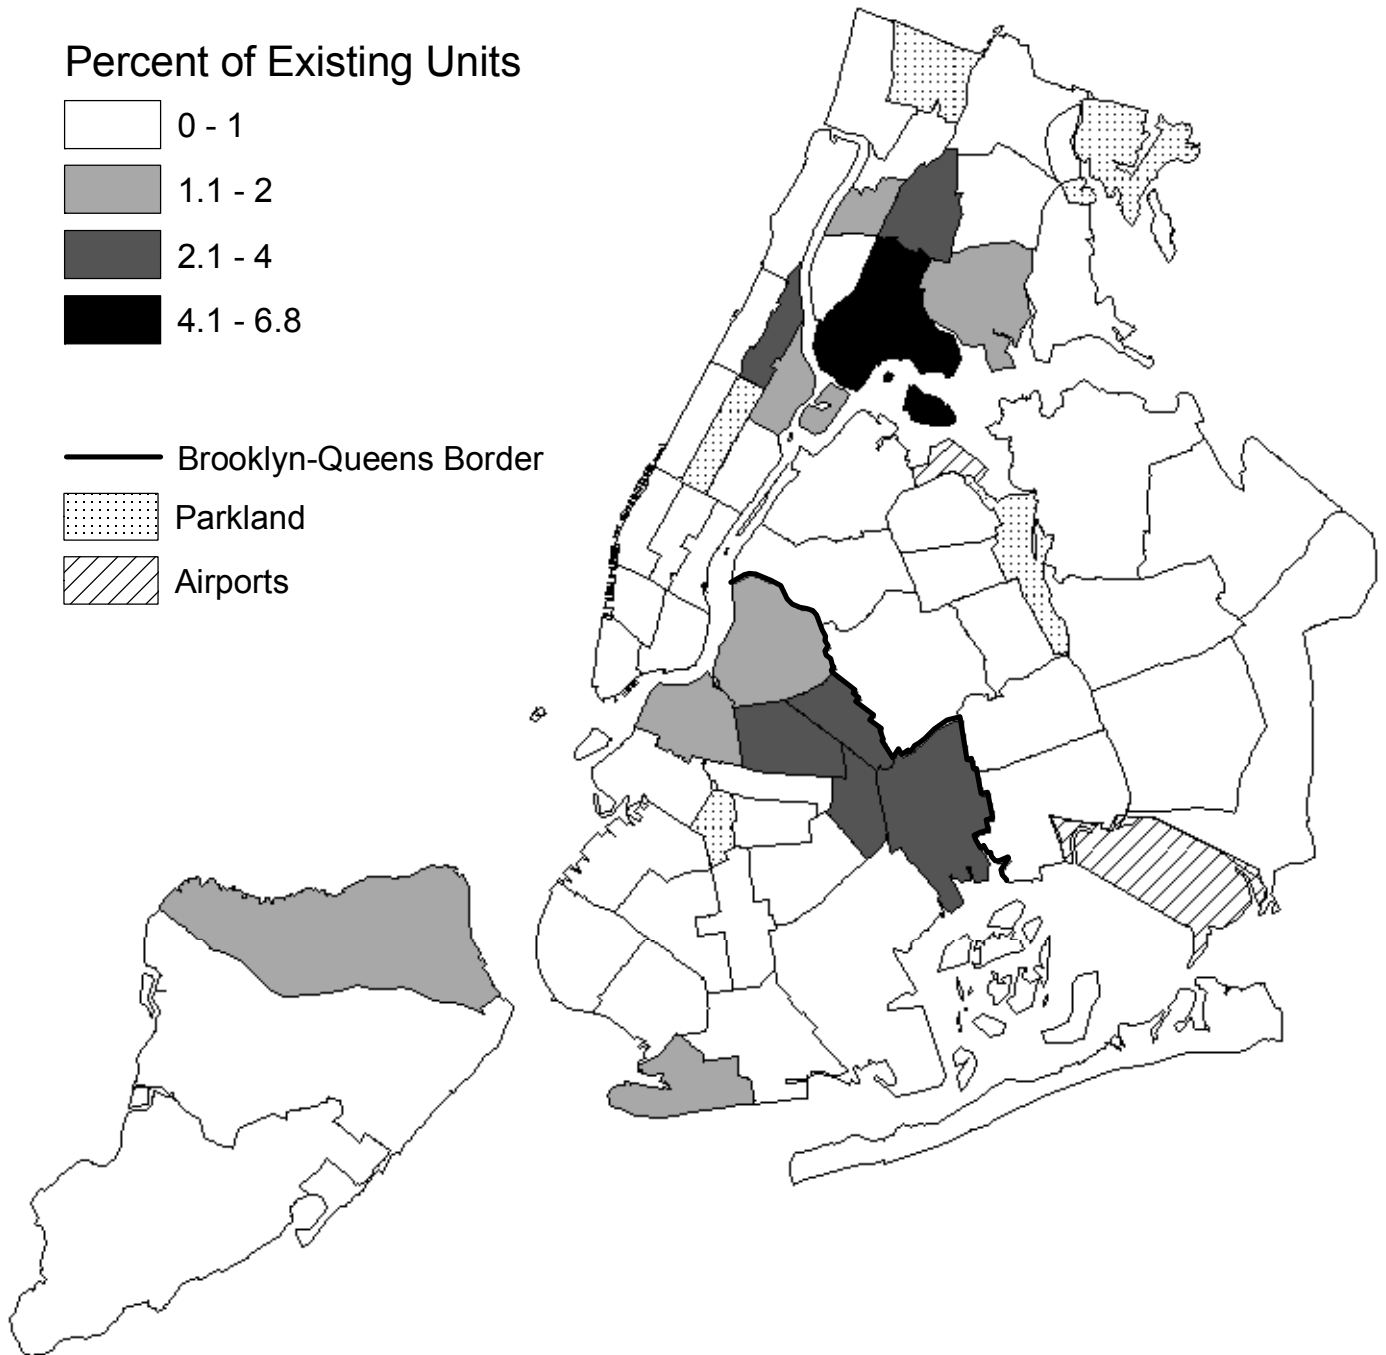 Percent of Existing Units
0 - 1
1.1 - 2
2.1 - 4
4.1 - 6.8
Brooklyn-Queens Border
Parkland
Airports